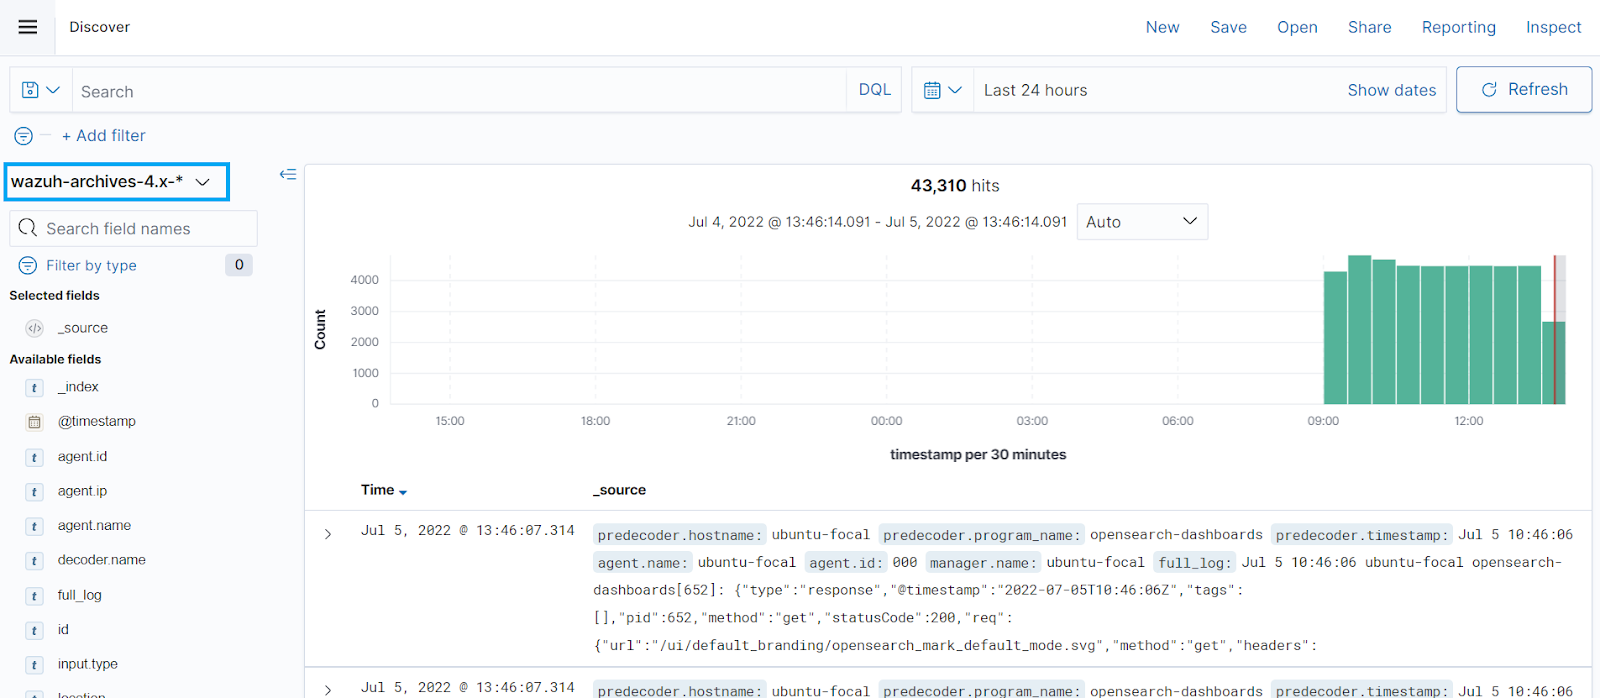 Discover
New Save Open Share Reporting Inspect
Search DQL Last 24 hours Show dates Refresh
+ Add filter
wazuh-archives-4.x-*
Search field names
Filter by type 0
Selected fields
</> _source
Available fields
t _index
@timestamp
t agent.id
t agent.ip
t agent.name
t decoder.name
t full_log
t id
t input.type
t location
43,310 hits
Jul 4, 2022 @ 13:46:14.091 - Jul 5, 2022 @ 13:46:14.091 Auto
Count
4000
3000
2000
1000
0
15:00 18:00 21:00 00:00 03:00 06:00 09:00 12:00
timestamp per 30 minutes
Time _source
Jul 5, 2022 @ 13:46:07.314 predecoder.hostname: ubuntu-focal predecoder.program_name: opensearch-dashboards predecoder.timestamp: Jul 5 10:46:06
agent.name: ubuntu-focal agent.id: 000 manager.name: ubuntu-focal full_log: Jul 5 10:46:06 ubuntu-focal opensearch-
dashboards[652]: {"type":"response","@timestamp":"2022-07-05T10:46:06Z","tags":
[],"pid":652,"method":"get","statusCode":200,"req":
{"url":"/ui/default_branding/opensearch_mark_default_mode.svg","method":"get","headers":
Jul 5, 2022 @ 13:46:07.314 predecoder.hostname: ubuntu-focal predecoder.program_name: opensearch-dashboards predecoder.timestamp: Jul 5 10:46:06